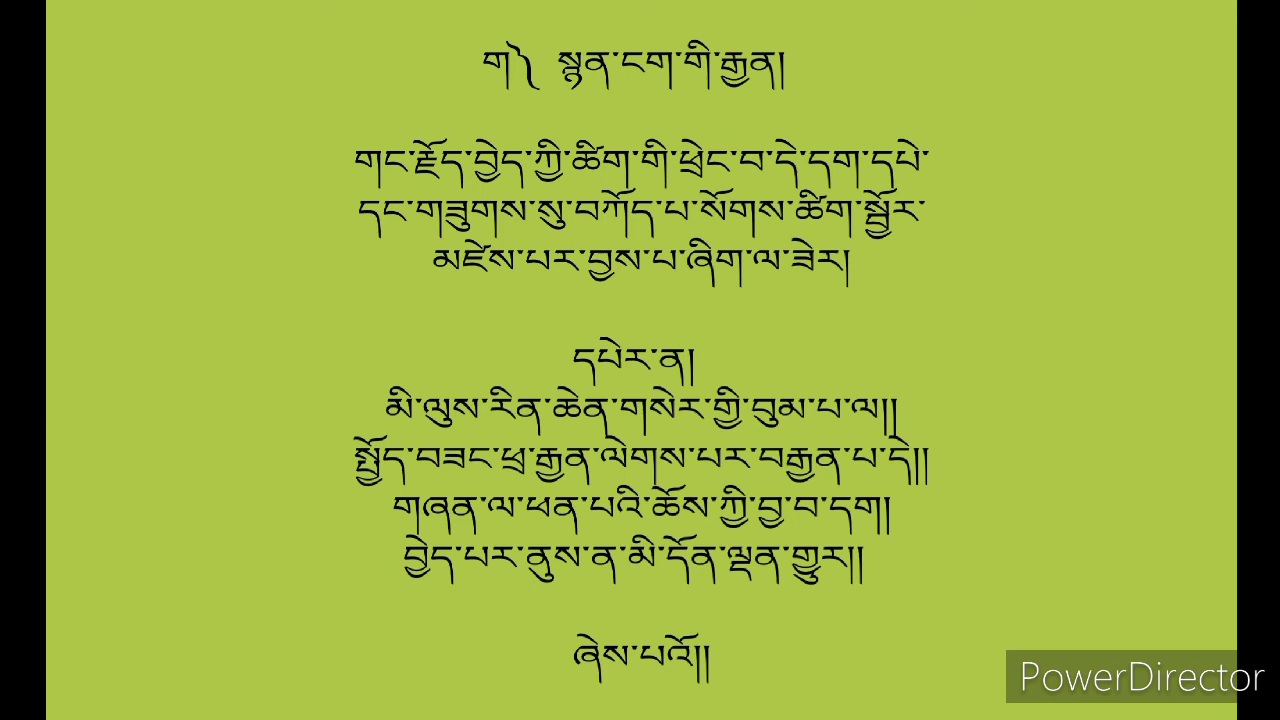 ག༽ སྙན་ངག་གི་རྒྱན།
གང་རྗོད་བྱེད་ཀྱི་ཚིག་གི་ཕྲེང་བ་དེ་དག་དཔེ་
དང་གཟུགས་སུ་བཀོད་པ་སོགས་ཚིག་སྦྱོར་
མཛེས་པར་བྱས་པ་ཞིག་ལ་ཟེར།
དཔེར་ན།
མི་ལུས་རིན་ཆེན་གསེར་གྱི་བུམ་པ་ལ།།
སྤྱོད་བཟང་ཕྲ་རྒྱན་ལེགས་པར་བརྒྱན་པ་དེ།།
གཞན་ལ་ཕན་པའི་ཆོས་ཀྱི་བྱ་བ་དག།
བྱེད་པར་ནུས་ན་མི་དོན་ལྡན་གྱུར།།
ཞེས་པའོ།།
PowerDirector